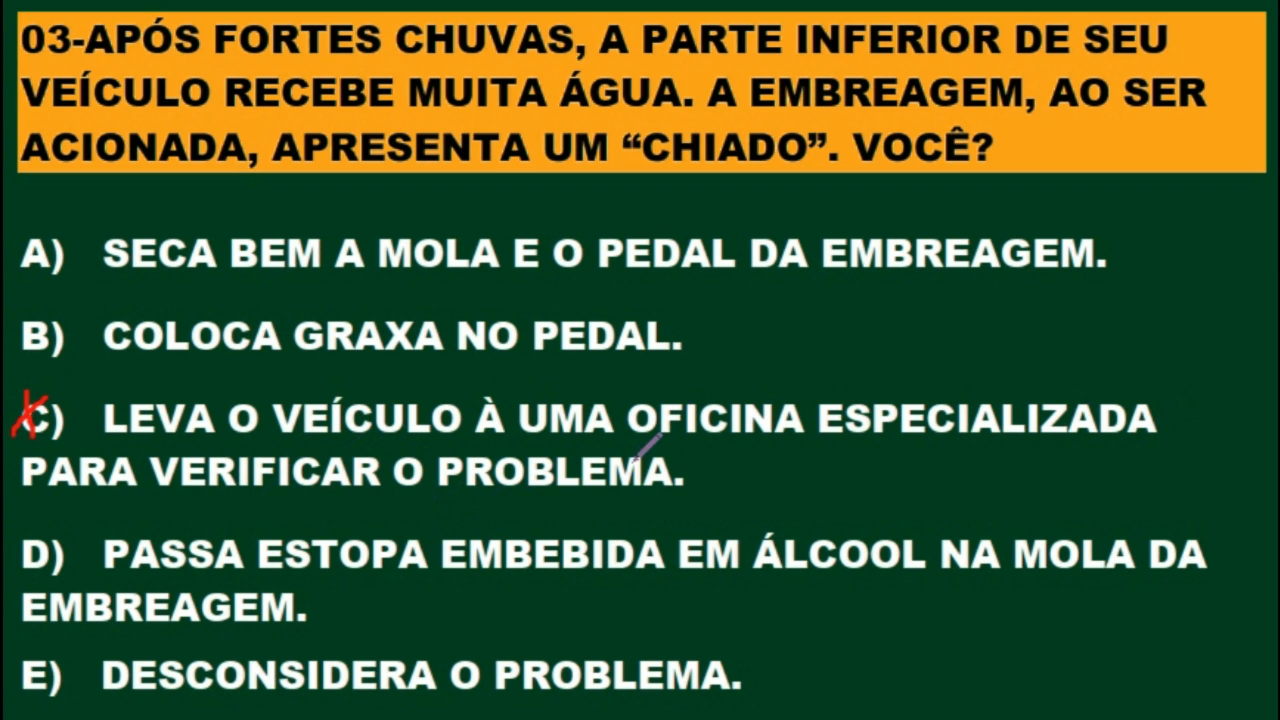 03-APÓS FORTES CHUVAS, A PARTE INFERIOR DE SEU
VEÍCULO RECEBE MUITA ÁGUA. A EMBREAGEM, AO SER
ACIONADA, APRESENTA UM “CHIADO”. VOCÊ?
A) SECA BEM A MOLA E O PEDAL DA EMBREAGEM.
B) COLOCA GRAXA NO PEDAL.
C) LEVA O VEÍCULO À UMA OFICINA ESPECIALIZADA
PARA VERIFICAR O PROBLEMA.
D) PASSA ESTOPA EMBEBIDA EM ÁLCOOL NA MOLA DA
EMBREAGEM.
E) DESCONSIDERA O PROBLEMA.